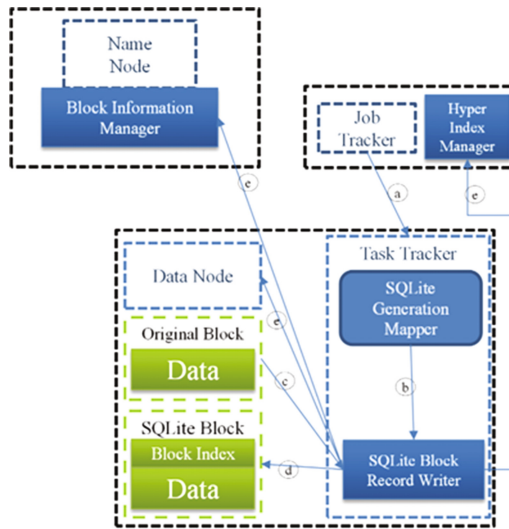 Name
Node
Block Information
Manager
Job
Tracker
Hyper
Index
Manager
e
a
e
Data Node
Task Tracker
SQLite
Generation
Mapper
e
Original Block
Data
c
b
SQLite Block
Block Index
Data
d
SQLite Block
Record Writer